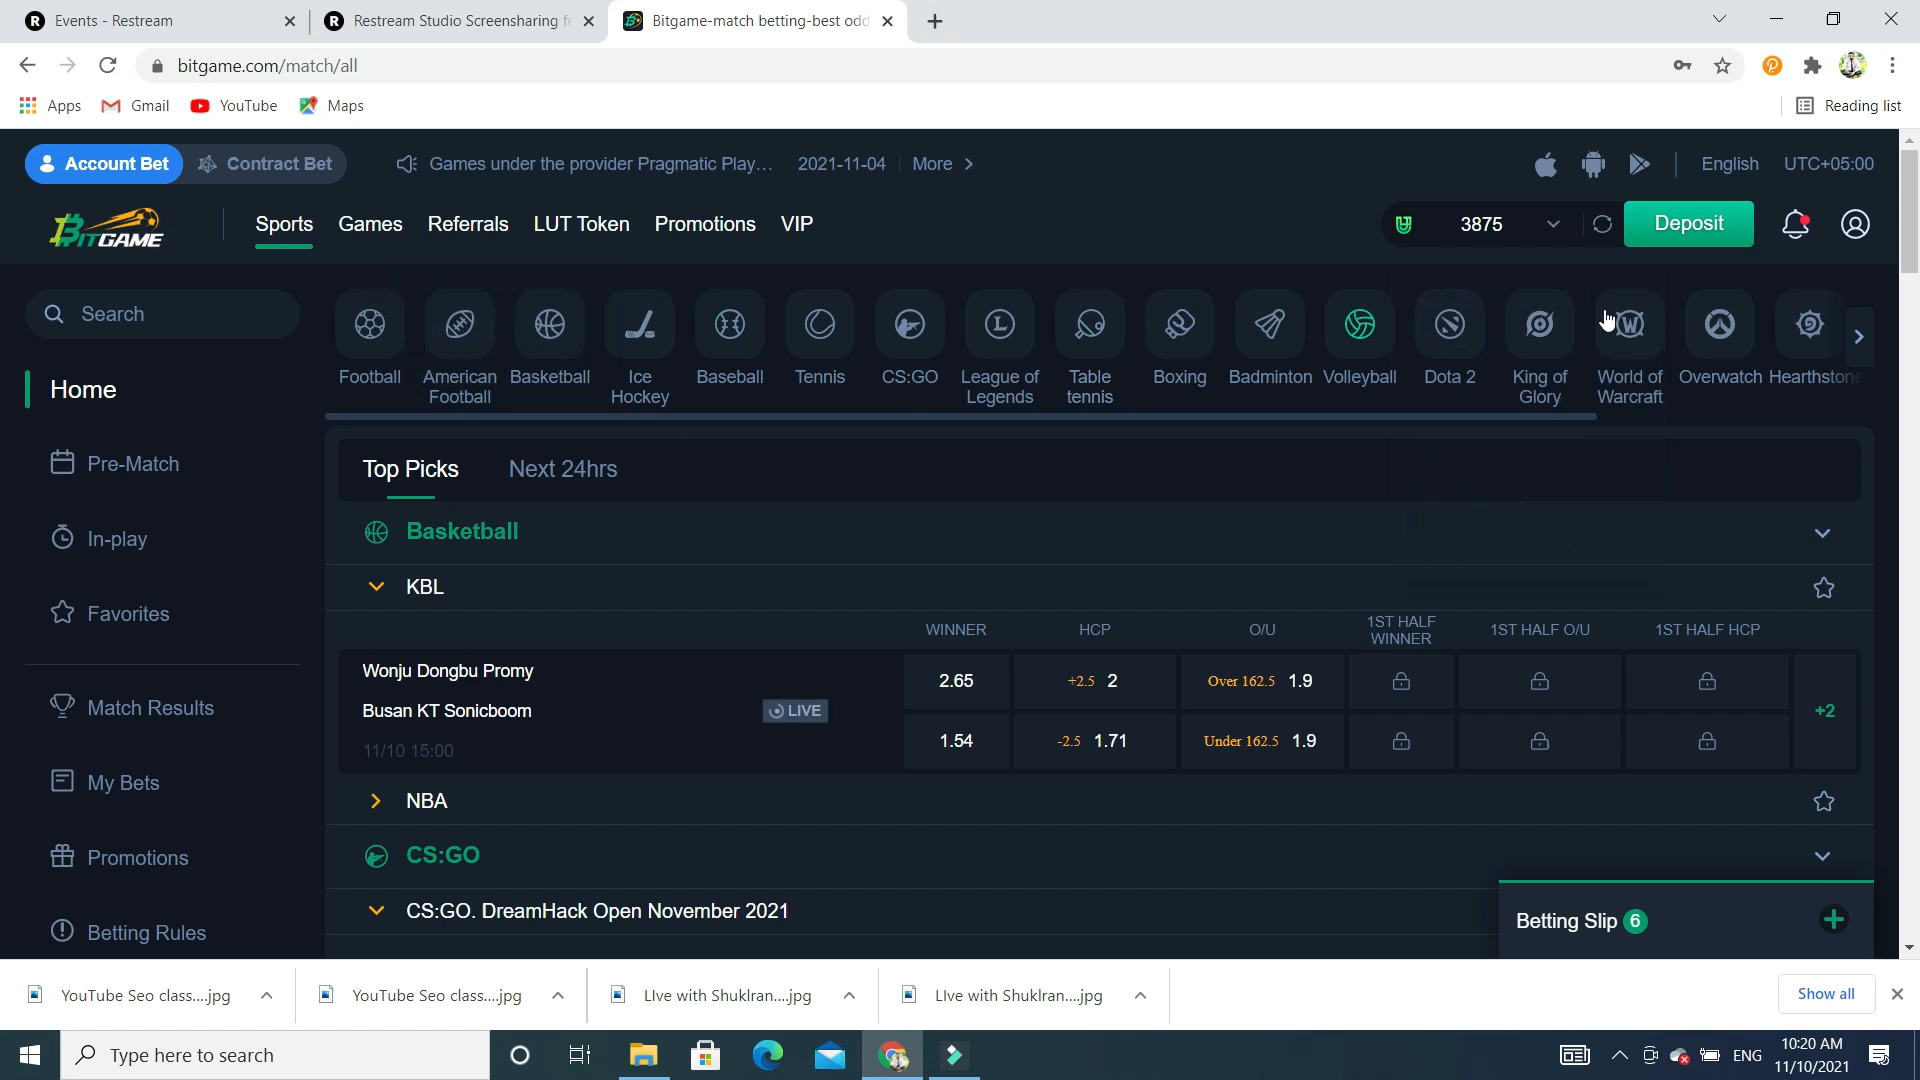 Events - Restream
Restream Studio Screensharing fe
Bitgame-match betting-best odd
bitgame.com/match/all
Apps
Gmail
YouTube
Maps
Reading list
Account Bet
Contract Bet
Games under the provider Pragmatic Play...
2021-11-04
More
English
UTC+05:00
BITGAME
Sports
Games
Referrals
LUT Token
Promotions
VIP
3875
Deposit
Search
Football
American
Football
Basketball
Ice
Hockey
Baseball
Tennis
CS:GO
League of
Legends
Table
tennis
Boxing
Badminton
Volleyball
Dota 2
King of
Glory
World of
Warcraft
Overwatch
Hearthstone
Home
Pre-Match
In-play
Favorites
Match Results
My Bets
Promotions
Betting Rules
Top Picks
Next 24hrs
Basketball
KBL
WINNER
HCP
O/U
1ST HALF
WINNER
1ST HALF O/U
1ST HALF HCP
Wonju Dongbu Promy
2.65
+2.5 2
Over 162.5 1.9
Busan KT Sonicboom
LIVE
+2
11/10 15:00
1.54
-2.5 1.71
Under 162.5 1.9
NBA
CS:GO
CS:GO. DreamHack Open November 2021
Betting Slip 6
YouTube Seo class....jpg
YouTube Seo class....jpg
LIve with Shuklran....jpg
LIve with Shuklran....jpg
Show all
Type here to search
ENG
10:20 AM
11/10/2021